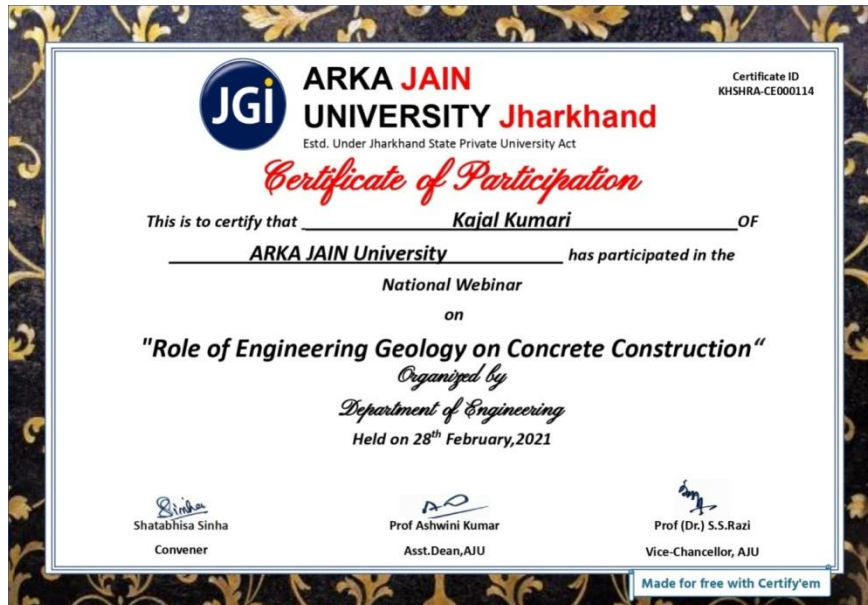 JGi
ARKA JAIN
UNIVERSITY Jharkhand
Estd. Under Jharkhand State Private University Act
Certificate ID
KHSHRA-CE000114
Certificate of Participation
This is to certify that Kajal Kumari OF
ARKA JAIN University has participated in the
National Webinar
on
"Role of Engineering Geology on Concrete Construction“
Organized by
Department of Engineering
Held on 28th February,2021
Sinha
Shatabhisa Sinha
Convener
Prof Ashwini Kumar
Asst.Dean,AJU
Prof (Dr.) S.S.Razi
Vice-Chancellor, AJU
Made for free with Certify'em